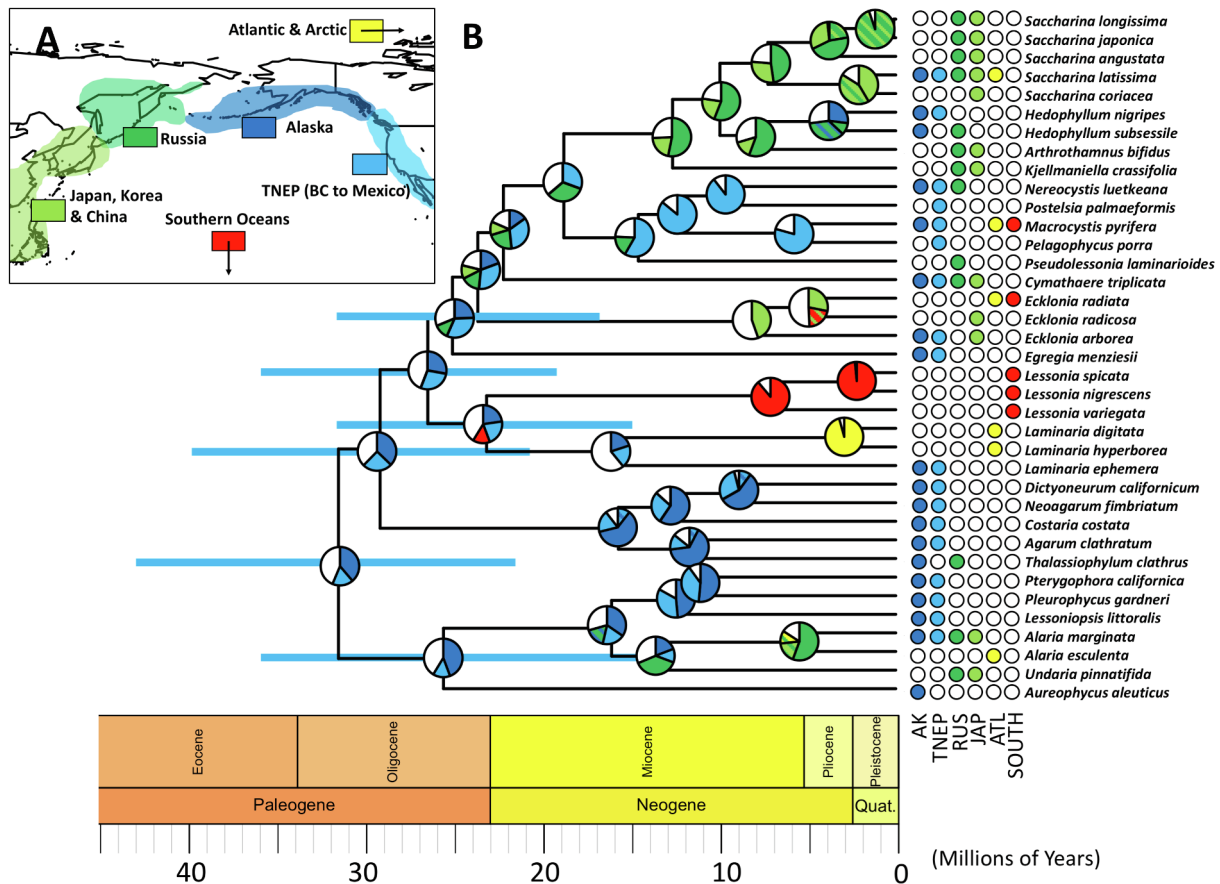 A
Atlantic & Arctic
Russia
Alaska
TNEP (BC to Mexico)
Japan, Korea
& China
Southern Oceans
B
Saccharina longissima
Saccharina japonica
Saccharina angustata
Saccharina latissima
Saccharina coriacea
Hedophyllum nigripes
Hedophyllum subsessile
Arthrothamnus bifidus
Kjellmaniella crassifolia
Nereocystis luetkeana
Postelsia palmaeformis
Macrocystis pyrifera
Pelagophycus porra
Pseudolessonia laminarioides
Cymathaere triplicata
Ecklonia radiata
Ecklonia radicosa
Ecklonia arborea
Egregia menziesii
Lessonia spicata
Lessonia nigrescens
Lessonia variegata
Laminaria digitata
Laminaria hyperborea
Laminaria ephemera
Dictyoneurum californicum
Neoagarum fimbriatum
Costaria costata
Agarum clathratum
Thalassiophylum clathrus
Pterygophora californica
Pleurophycus gardneri
Lessoniopsis littoralis
Alaria marginata
Alaria esculenta
Undaria pinnatifida
Aureophycus aleuticus
AK
TNEP
RUS
JAP
ATL
SOUTH
Eocene
Oligocene
Miocene
Pliocene
Pleistocene
Paleogene
Neogene
Quat.
40
30
20
10
0
(Millions of Years)